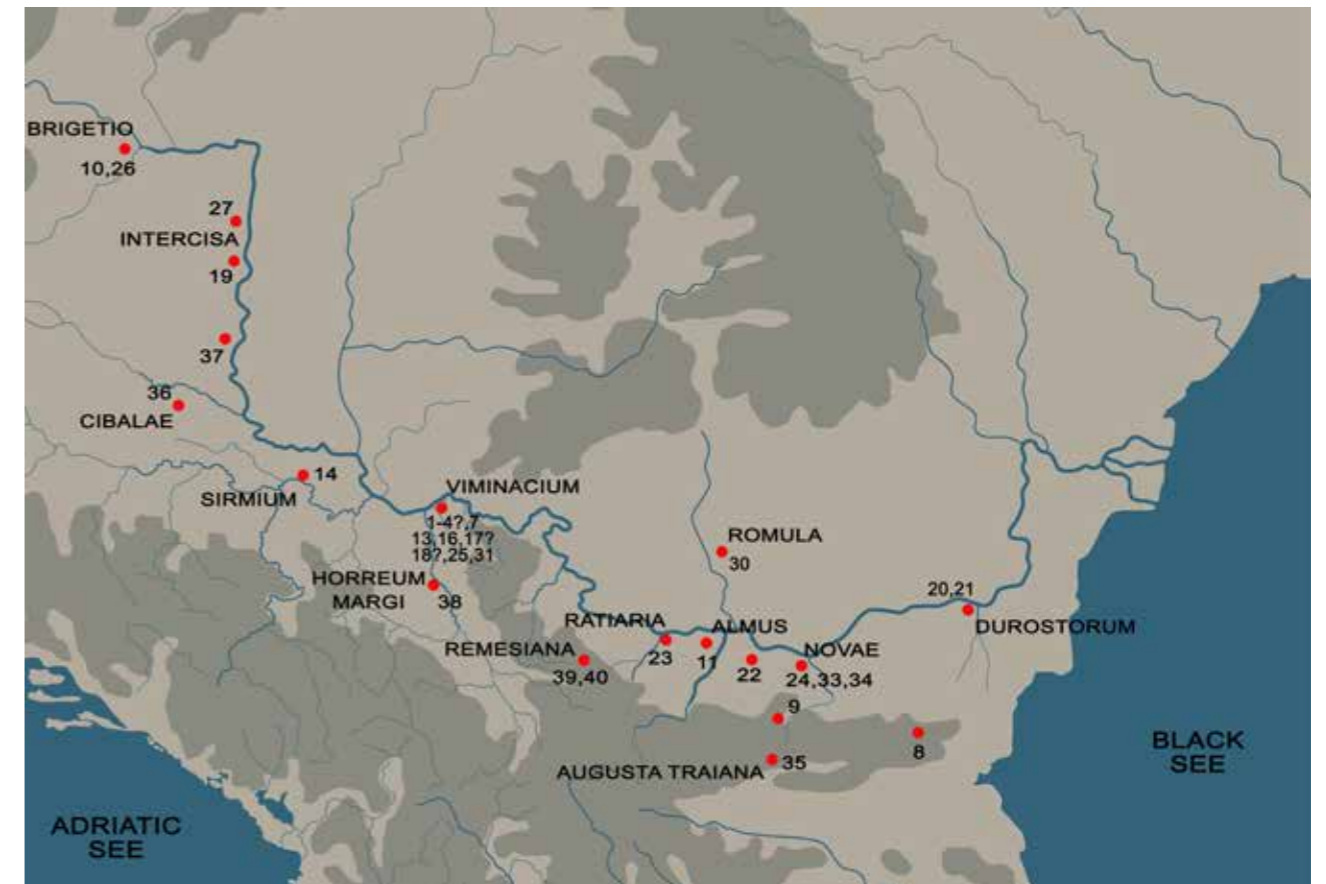 BRIGETIO
10,26
27
INTERCISA
19
37
36
CIBALAE
14
SIRMIUM
VIMINACIUM
1-4?,7
13,16,17?
18?,25,31
HORREUM
MARGI
38
ROMULA
30
20,21
DUROSTORUM
RATIARIA
23
ALMUS
11
REMESIANA
39,40
22
NOVAE
24,33,34
9
8
AUGUSTA TRAIANA
35
BLACK
SEE
ADRIATIC
SEE